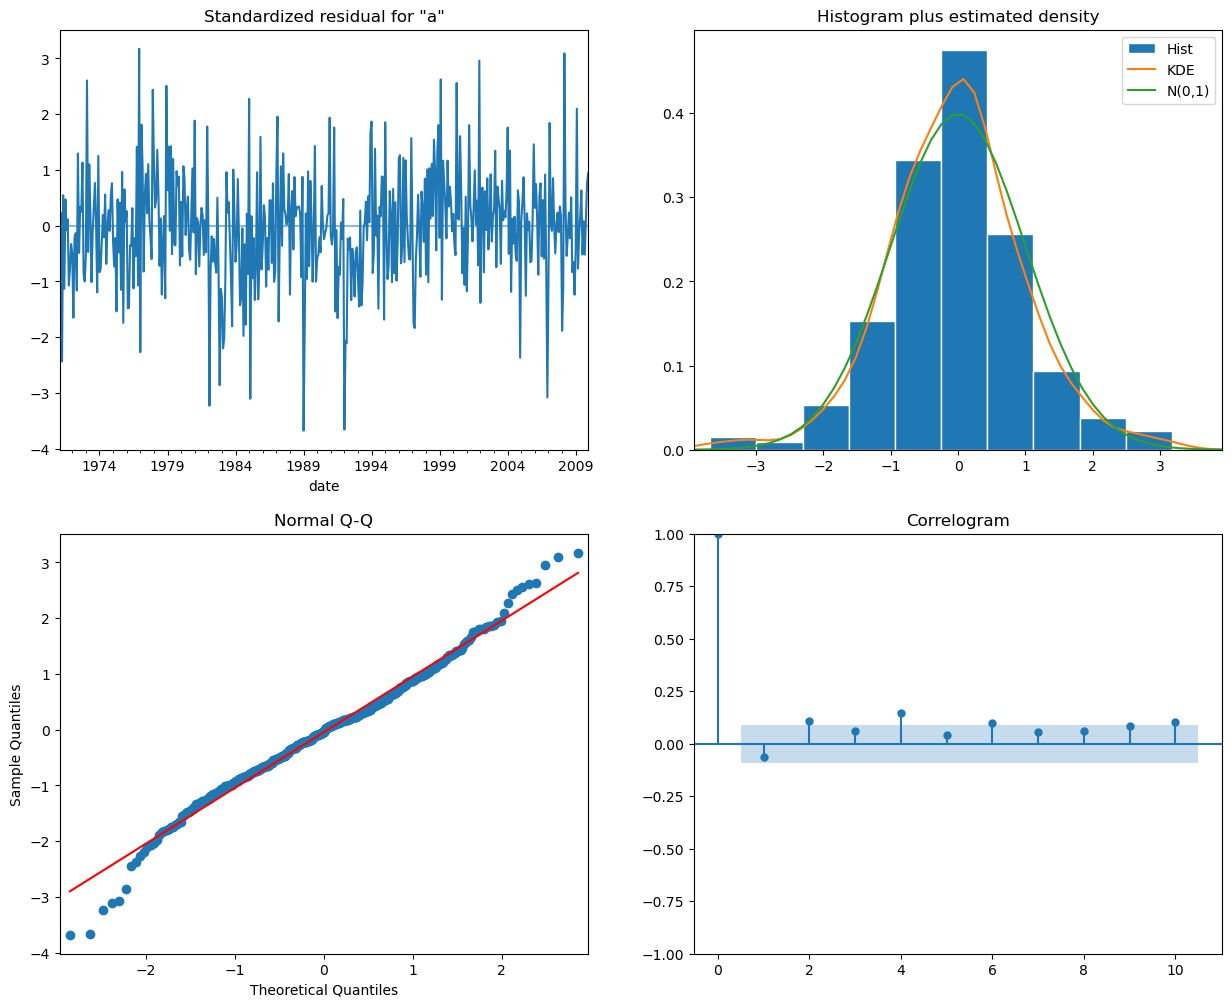 Standardized residual for "a"
3
2
1
0
−1
−2
−3
−4
1974 1979 1984 1989 1994 1999 2004 2009
date
Histogram plus estimated density
Hist
KDE
N(0,1)
0.4
0.3
0.2
0.1
0.0
−3 −2 −1 0 1 2 3
Normal Q-Q
Sample Quantiles
3
2
1
0
−1
−2
−3
−4
−2 −1 0 1 2
Theoretical Quantiles
Correlogram
1.00
0.75
0.50
0.25
0.00
−0.25
−0.50
−0.75
−1.00
0 2 4 6 8 10